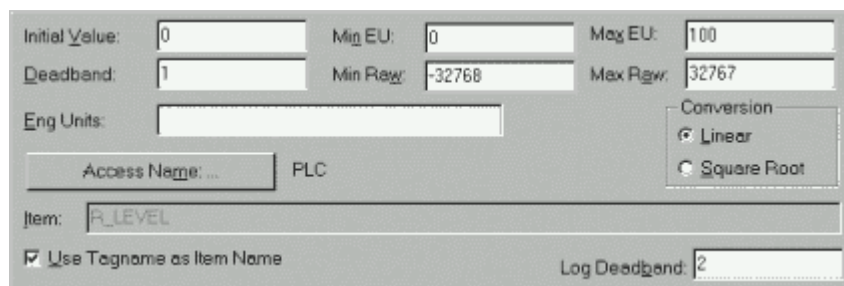 Initial Value: 0 Min EU: 0 Max EU: 100
Deadband: 1 Min Raw: -32768 Max Raw: 32767
Eng Units:
Conversion
Linear
Access Name: ... PLC
Square Root
Item: R_LEVEL
Use Tagname as Item Name
Log Deadband: 2